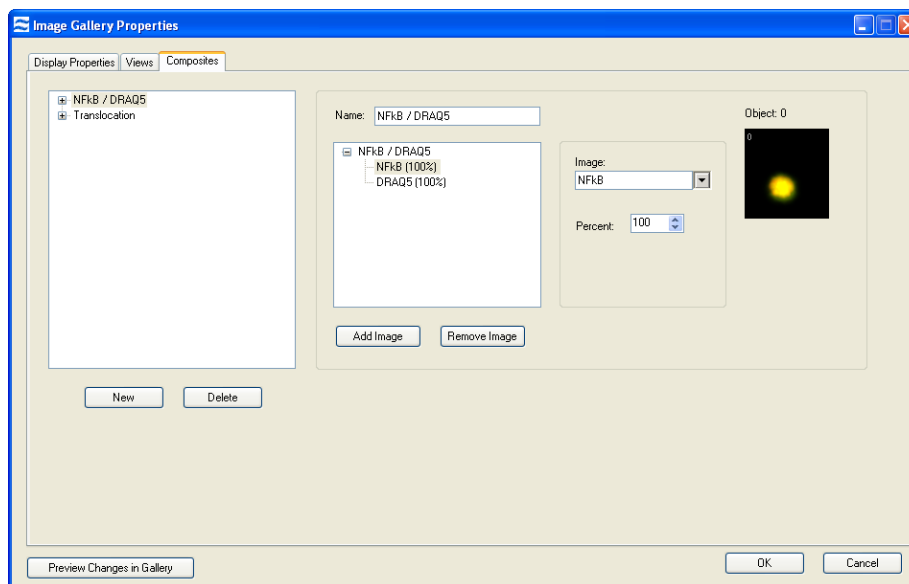 Image Gallery Properties
Display Properties Views Composites
NFkB / DRAQ5
Translocation
Name: NFkB / DRAQ5
NFkB / DRAQ5
NFkB (100%)
DRAQ5 (100%)
Image:
NFkB
Percent: 100
Object: 0
0
Add Image Remove Image
New Delete
Preview Changes in Gallery OK Cancel